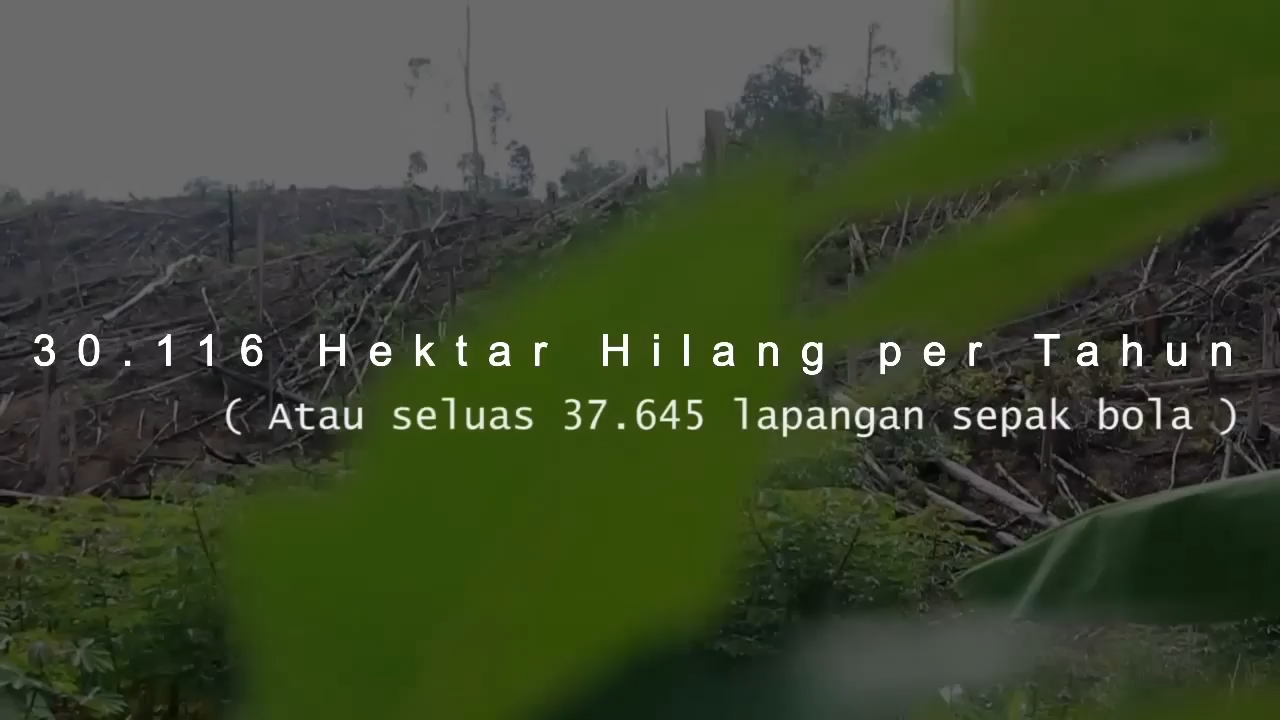 30.116 Hektar Hilang per Tahun
( Atau seluas 37.645 lapangan sepak bola )